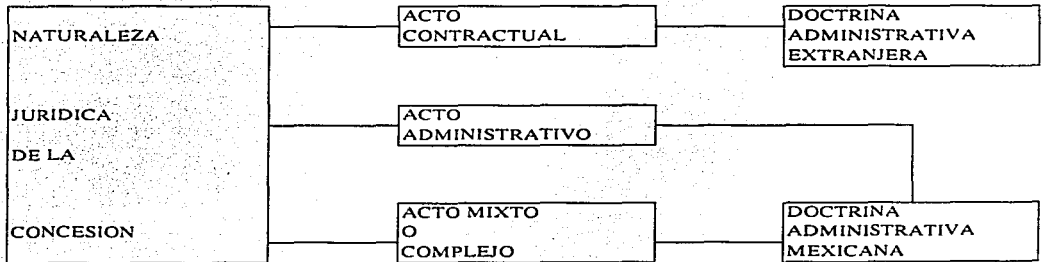 NATURALEZA
JURIDICA
DE LA
CONCESION
ACTO
CONTRACTUAL
DOCTRINA
ADMINISTRATIVA
EXTRANJERA
ACTO
ADMINISTRATIVO
ACTO MIXTO
O
COMPLEJO
DOCTRINA
ADMINISTRATIVA
MEXICANA